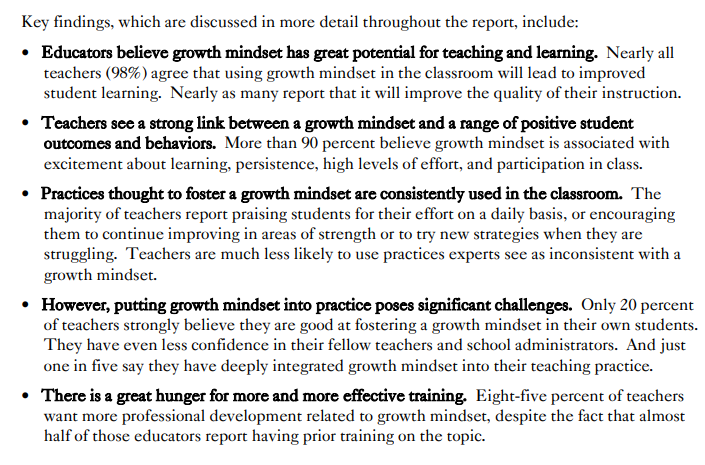 Key findings, which are discussed in more detail throughout the report, include:
• Educators believe growth mindset has great potential for teaching and learning. Nearly all
teachers (98%) agree that using growth mindset in the classroom will lead to improved
student learning. Nearly as many report that it will improve the quality of their instruction.
• Teachers see a strong link between a growth mindset and a range of positive student
outcomes and behaviors. More than 90 percent believe growth mindset is associated with
excitement about learning, persistence, high levels of effort, and participation in class.
• Practices thought to foster a growth mindset are consistently used in the classroom. The
majority of teachers report praising students for their effort on a daily basis, or encouraging
them to continue improving in areas of strength or to try new strategies when they are
struggling. Teachers are much less likely to use practices experts see as inconsistent with a
growth mindset.
• However, putting growth mindset into practice poses significant challenges. Only 20 percent
of teachers strongly believe they are good at fostering a growth mindset in their own students.
They have even less confidence in their fellow teachers and school administrators. And just
one in five say they have deeply integrated growth mindset into their teaching practice.
• There is a great hunger for more and more effective training. Eight-five percent of teachers
want more professional development related to growth mindset, despite the fact that almost
half of those educators report having prior training on the topic.